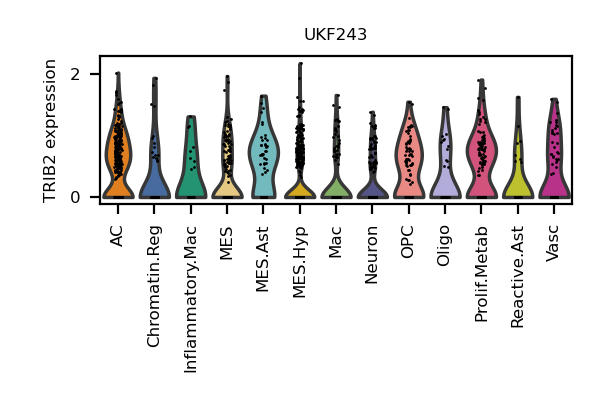 UKF243
TRIB2 expression
2
0
AC
Chromatin.Reg
Inflammatory.Mac
MES
MES.Ast
MES.Hyp
Mac
Neuron
OPC
Oligo
Prolif.Metab
Reactive.Ast
Vasc